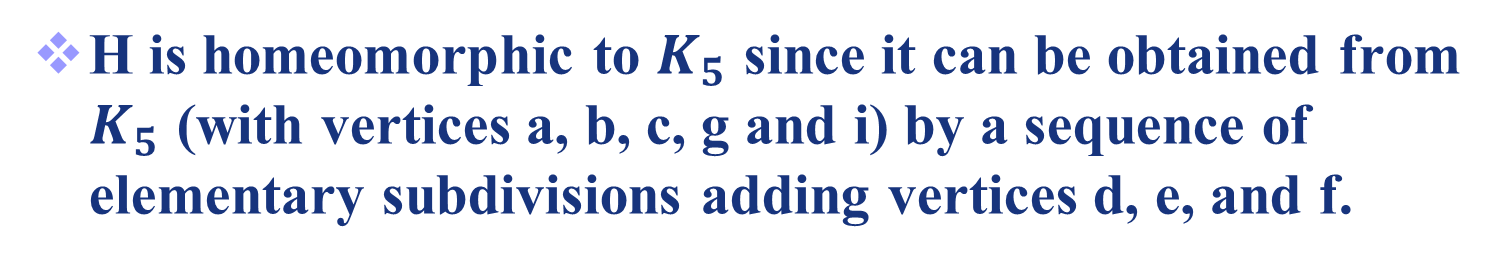 ❖H is homeomorphic to K₅ since it can be obtained from
K₅ (with vertices a, b, c, g and i) by a sequence of
elementary subdivisions adding vertices d, e, and f.